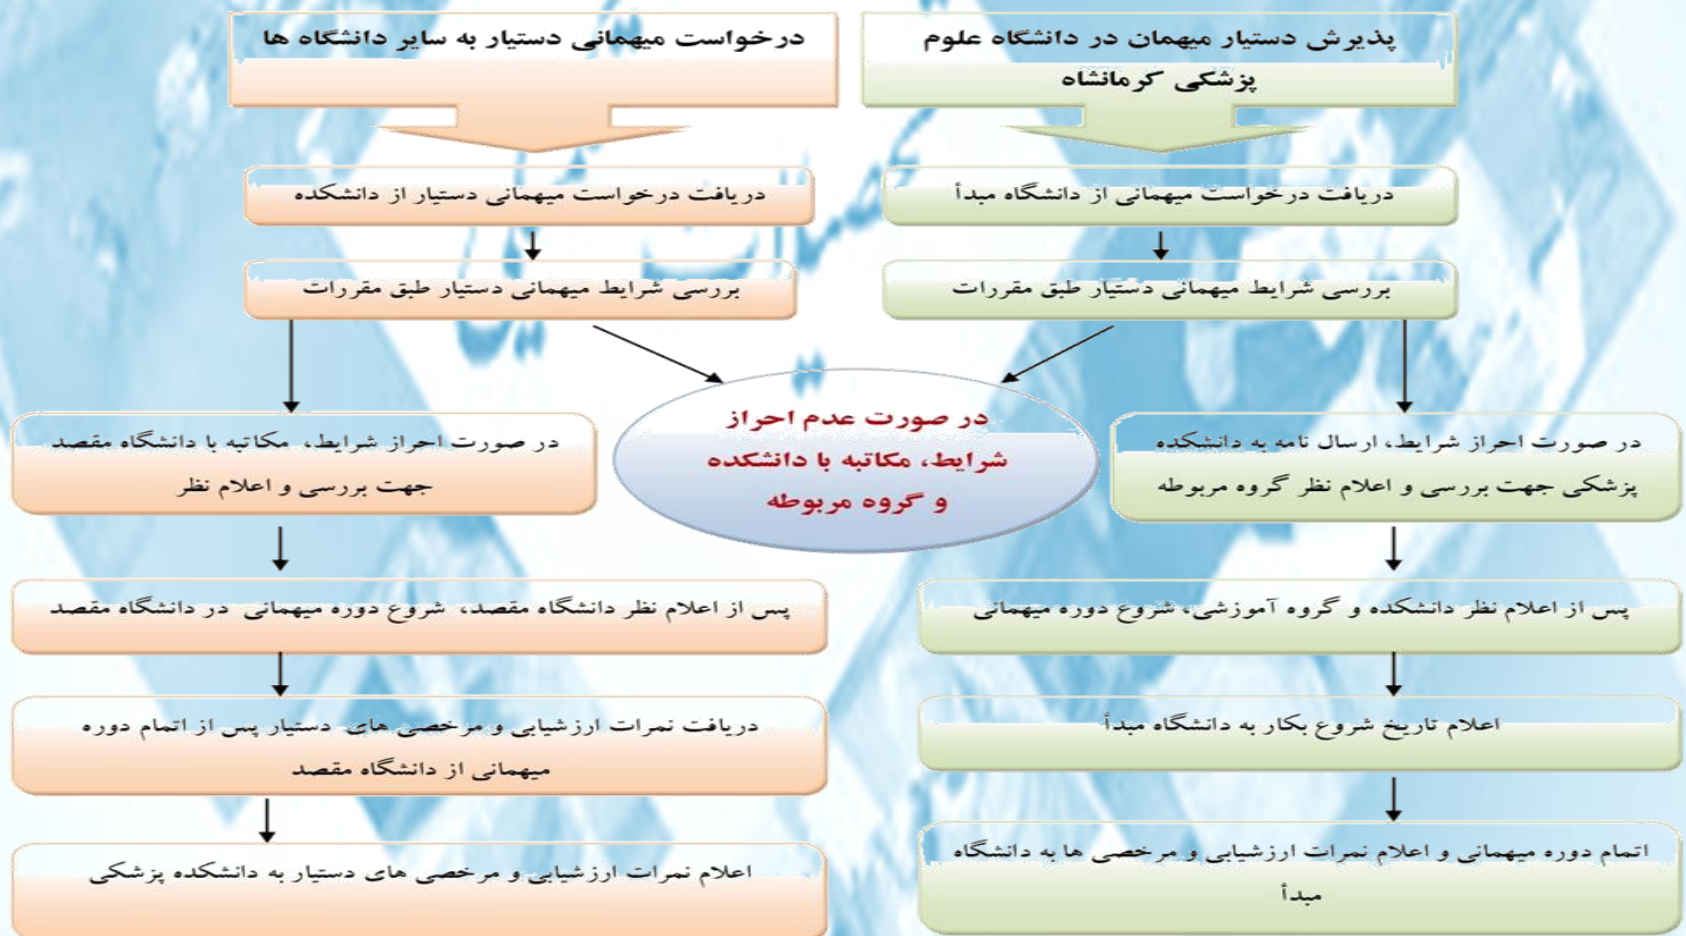 پذیرش دستیار میهمان در دانشگاه علوم
پزشکی کرمانشاه
دریافت درخواست میهمانی از دانشگاه مبدأ
بررسی شرایط میهمانی دستیار طبق مقررات
در صورت احراز شرایط، ارسال نامه به دانشکده
پزشکی جهت بررسی و اعلام نظر گروه مربوطه
پس از اعلام نظر دانشکده و گروه آموزشی، شروع دوره میهمانی
اعلام تاریخ شروع بکار به دانشگاه مبدأ
اتمام دوره میهمانی و اعلام نمرات ارزشیابی و مرخصی ها به دانشگاه
مبدأ
در صورت عدم احراز
شرایط، مکاتبه با دانشکده
و گروه مربوطه
درخواست میهمانی دستیار به سایر دانشگاه ها
دریافت درخواست میهمانی دستیار از دانشکده
بررسی شرایط میهمانی دستیار طبق مقررات
در صورت احراز شرایط، مکاتبه با دانشگاه مقصد
جهت بررسی و اعلام نظر
پس از اعلام نظر دانشگاه مقصد، شروع دوره میهمانی در دانشگاه مقصد
دریافت نمرات ارزشیابی و مرخصی های دستیار پس از اتمام دوره
میهمانی از دانشگاه مقصد
اعلام نمرات ارزشیابی و مرخصی های دستیار به دانشکده پزشکی